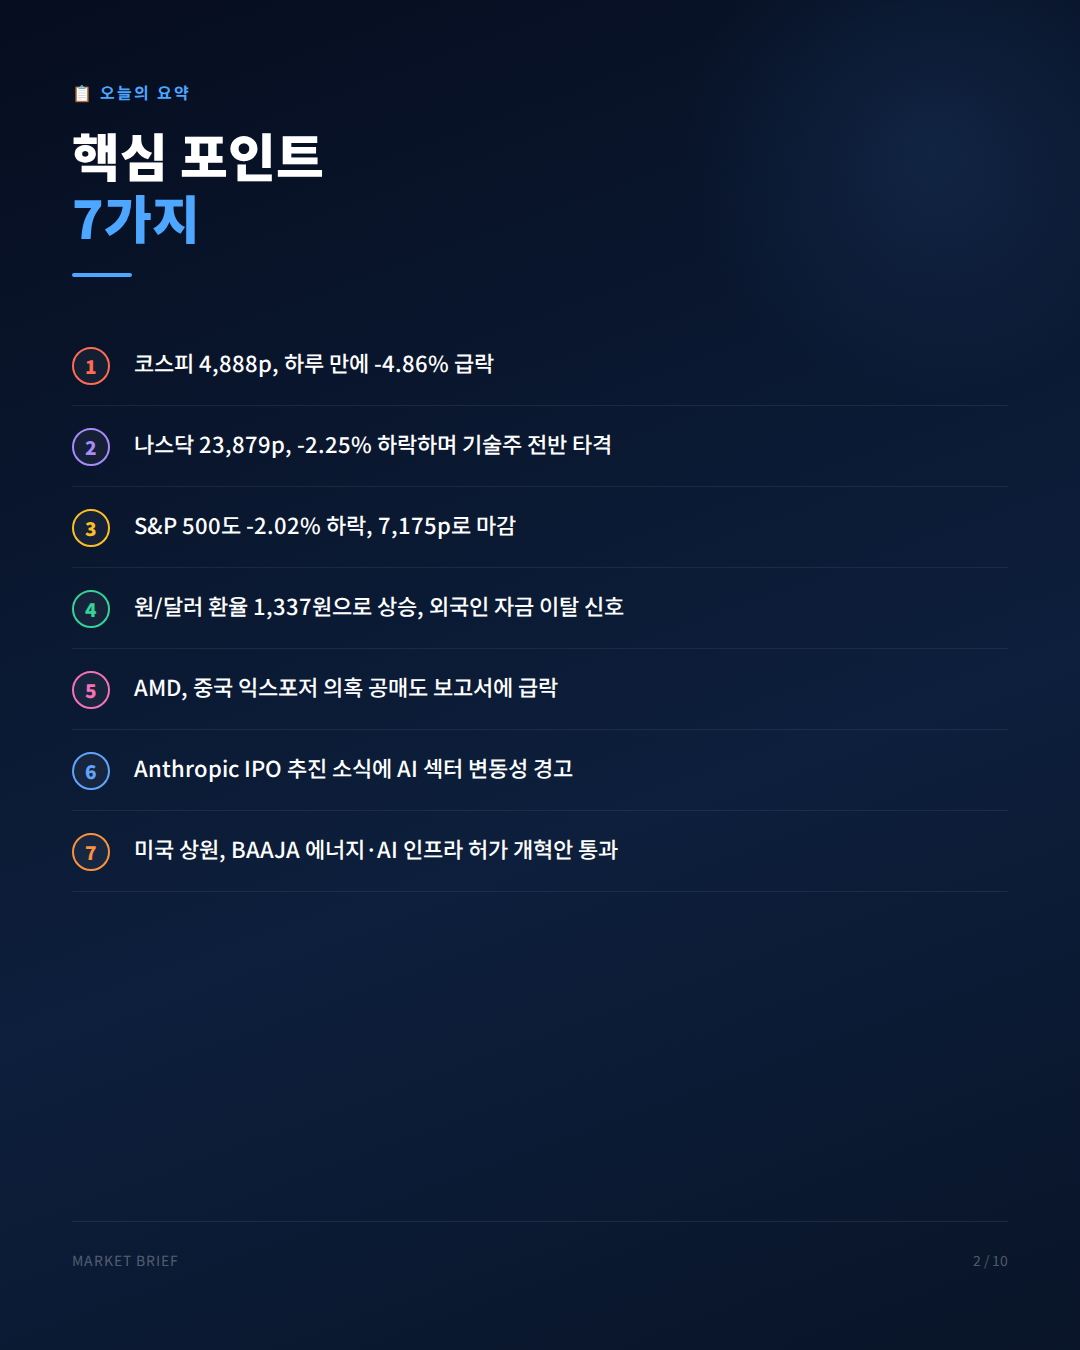 📋 오늘의 요약
핵심 포인트
7가지
1 코스피 4,888p, 하루 만에 -4.86% 급락
2 나스닥 23,879p, -2.25% 하락하며 기술주 전반 타격
3 S&P 500도 -2.02% 하락, 7,175p로 마감
4 원/달러 환율 1,337원으로 상승, 외국인 자금 이탈 신호
5 AMD, 중국 익스포저 의혹 공매도 보고서에 급락
6 Anthropic IPO 추진 소식에 AI 섹터 변동성 경고
7 미국 상원, BAAJA 에너지·AI 인프라 허가 개혁안 통과
MARKET BRIEF 2 / 10